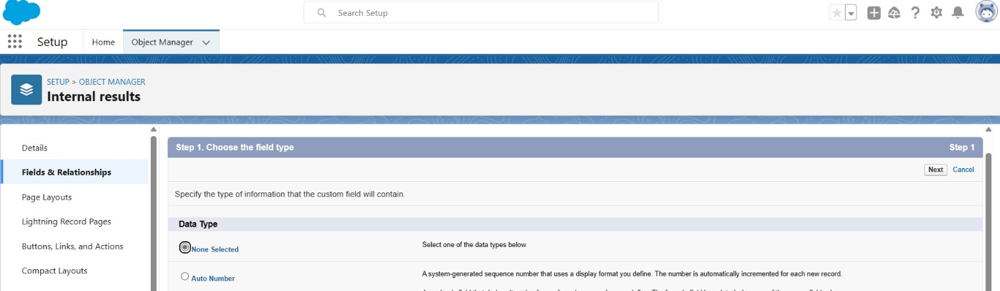 Search Setup
Setup
Home
Object Manager
SETUP > OBJECT MANAGER
Internal results
Details
Fields & Relationships
Page Layouts
Lightning Record Pages
Buttons, Links, and Actions
Compact Layouts
Step 1. Choose the field type
Step 1
Next
Cancel
Specify the type of information that the custom field will contain.
Data Type
None Selected
Select one of the data types below.
Auto Number
A system-generated sequence number that uses a display format you define. The number is automatically incremented for each new record.